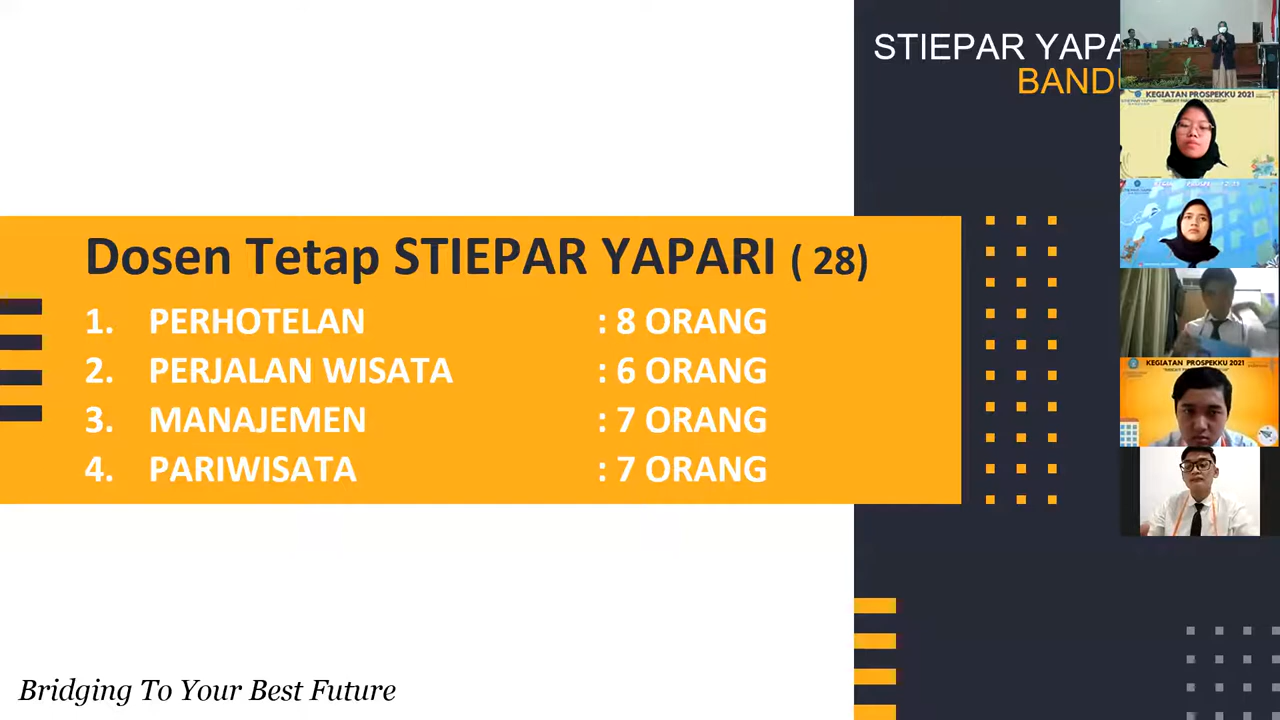 STIEPAR YAPA
BANDU
Dosen Tetap STIEPAR YAPARI ( 28)
1. PERHOTELAN : 8 ORANG
2. PERJALAN WISATA : 6 ORANG
3. MANAJEMEN : 7 ORANG
4. PARIWISATA : 7 ORANG
Bridging To Your Best Future
KEGIATAN PROSPEKKU 2021
KEGIATAN PROSPEKKU 2021